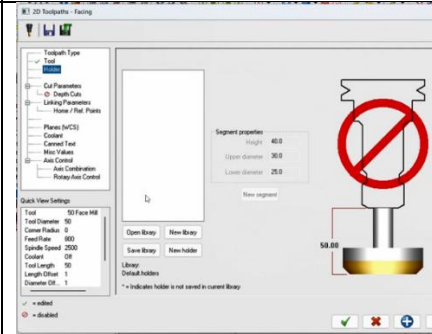 2D Toolpaths - Facing
Toolpath Type
Tool
Holder
Cut Parameters
Depth Cuts
Linking Parameters
Home / Ref. Points
Planes (WCS)
Coolant
Canned Text
Misc Values
Axis Control
Axis Combination
Rotary Axis Control
Quick View Settings
Tool 50 Face Mill
Tool Diameter 50
Corner Radius 0
Feed Rate 800
Spindle Speed 2500
Coolant Off
Tool Length 50
Length Offset 1
Diameter Off... 1
✓ = edited
= disabled
Open library New library
Save library New holder
Library:
Default holders
* = Indicates holder is not saved in current library
Segment properties
Height 40.0
Upper diameter 30.0
Lower diameter 25.0
New segment
50.00